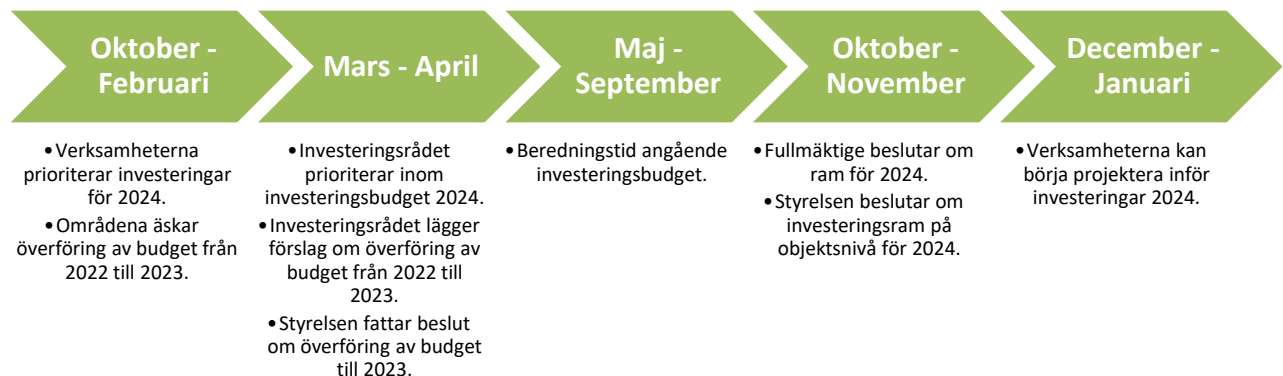 Oktober -
Februari
•Verksamheterna
prioriterar investeringar
för 2024.
•Områdena äskar
överföring av budget från
2022 till 2023.
Mars - April
•Investeringsrådet
prioriterar inom
investeringsbudget 2024.
•Investeringsrådet lägger
förslag om överföring av
budget från 2022 till
2023.
•Styrelsen fattar beslut
om överföring av budget
till 2023.
Maj -
September
•Beredningstid angående
investeringsbudget.
Oktober -
November
•Fullmäktige beslutar om
ram för 2024.
•Styrelsen beslutar om
investeringsram på
objektsnivå för 2024.
December -
Januari
•Verksamheterna kan
börja projektera inför
investeringar 2024.